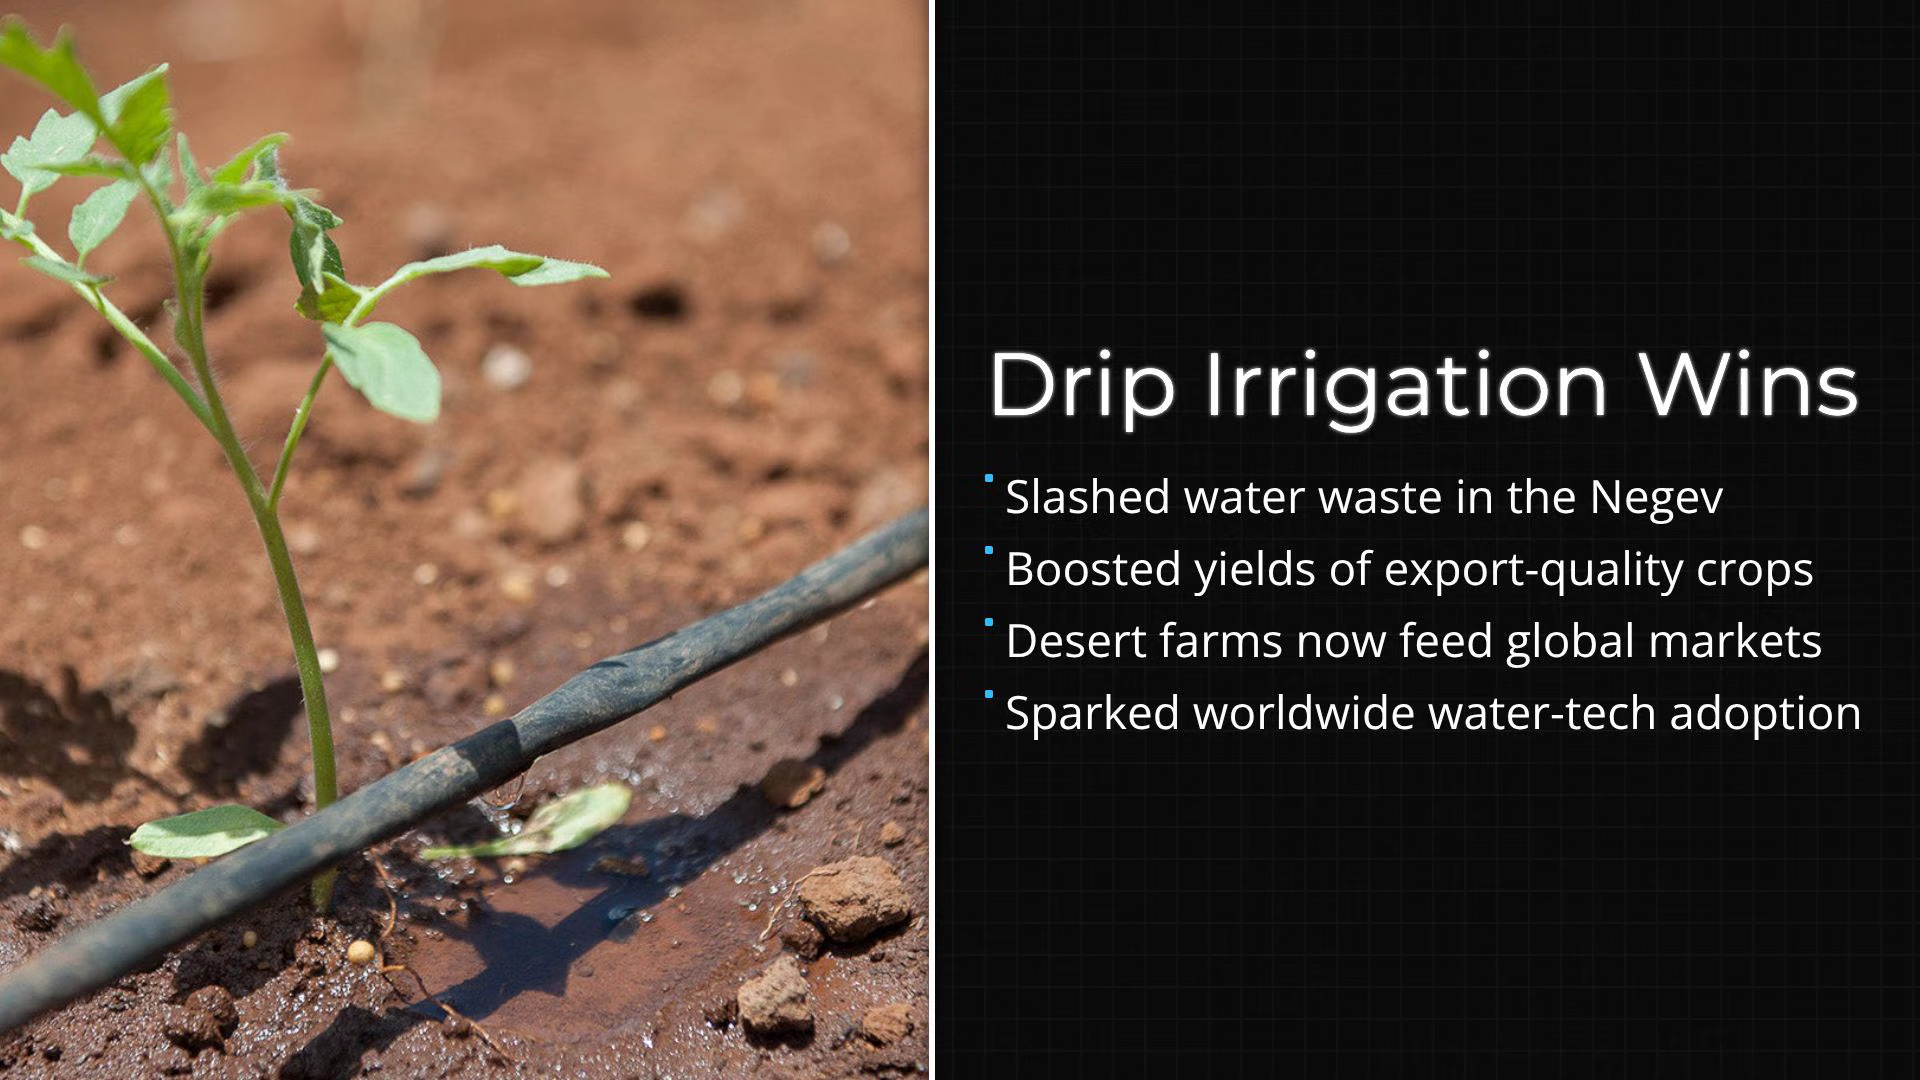 Drip Irrigation Wins
Slashed water waste in the Negev
Boosted yields of export-quality crops
Desert farms now feed global markets
Sparked worldwide water-tech adoption